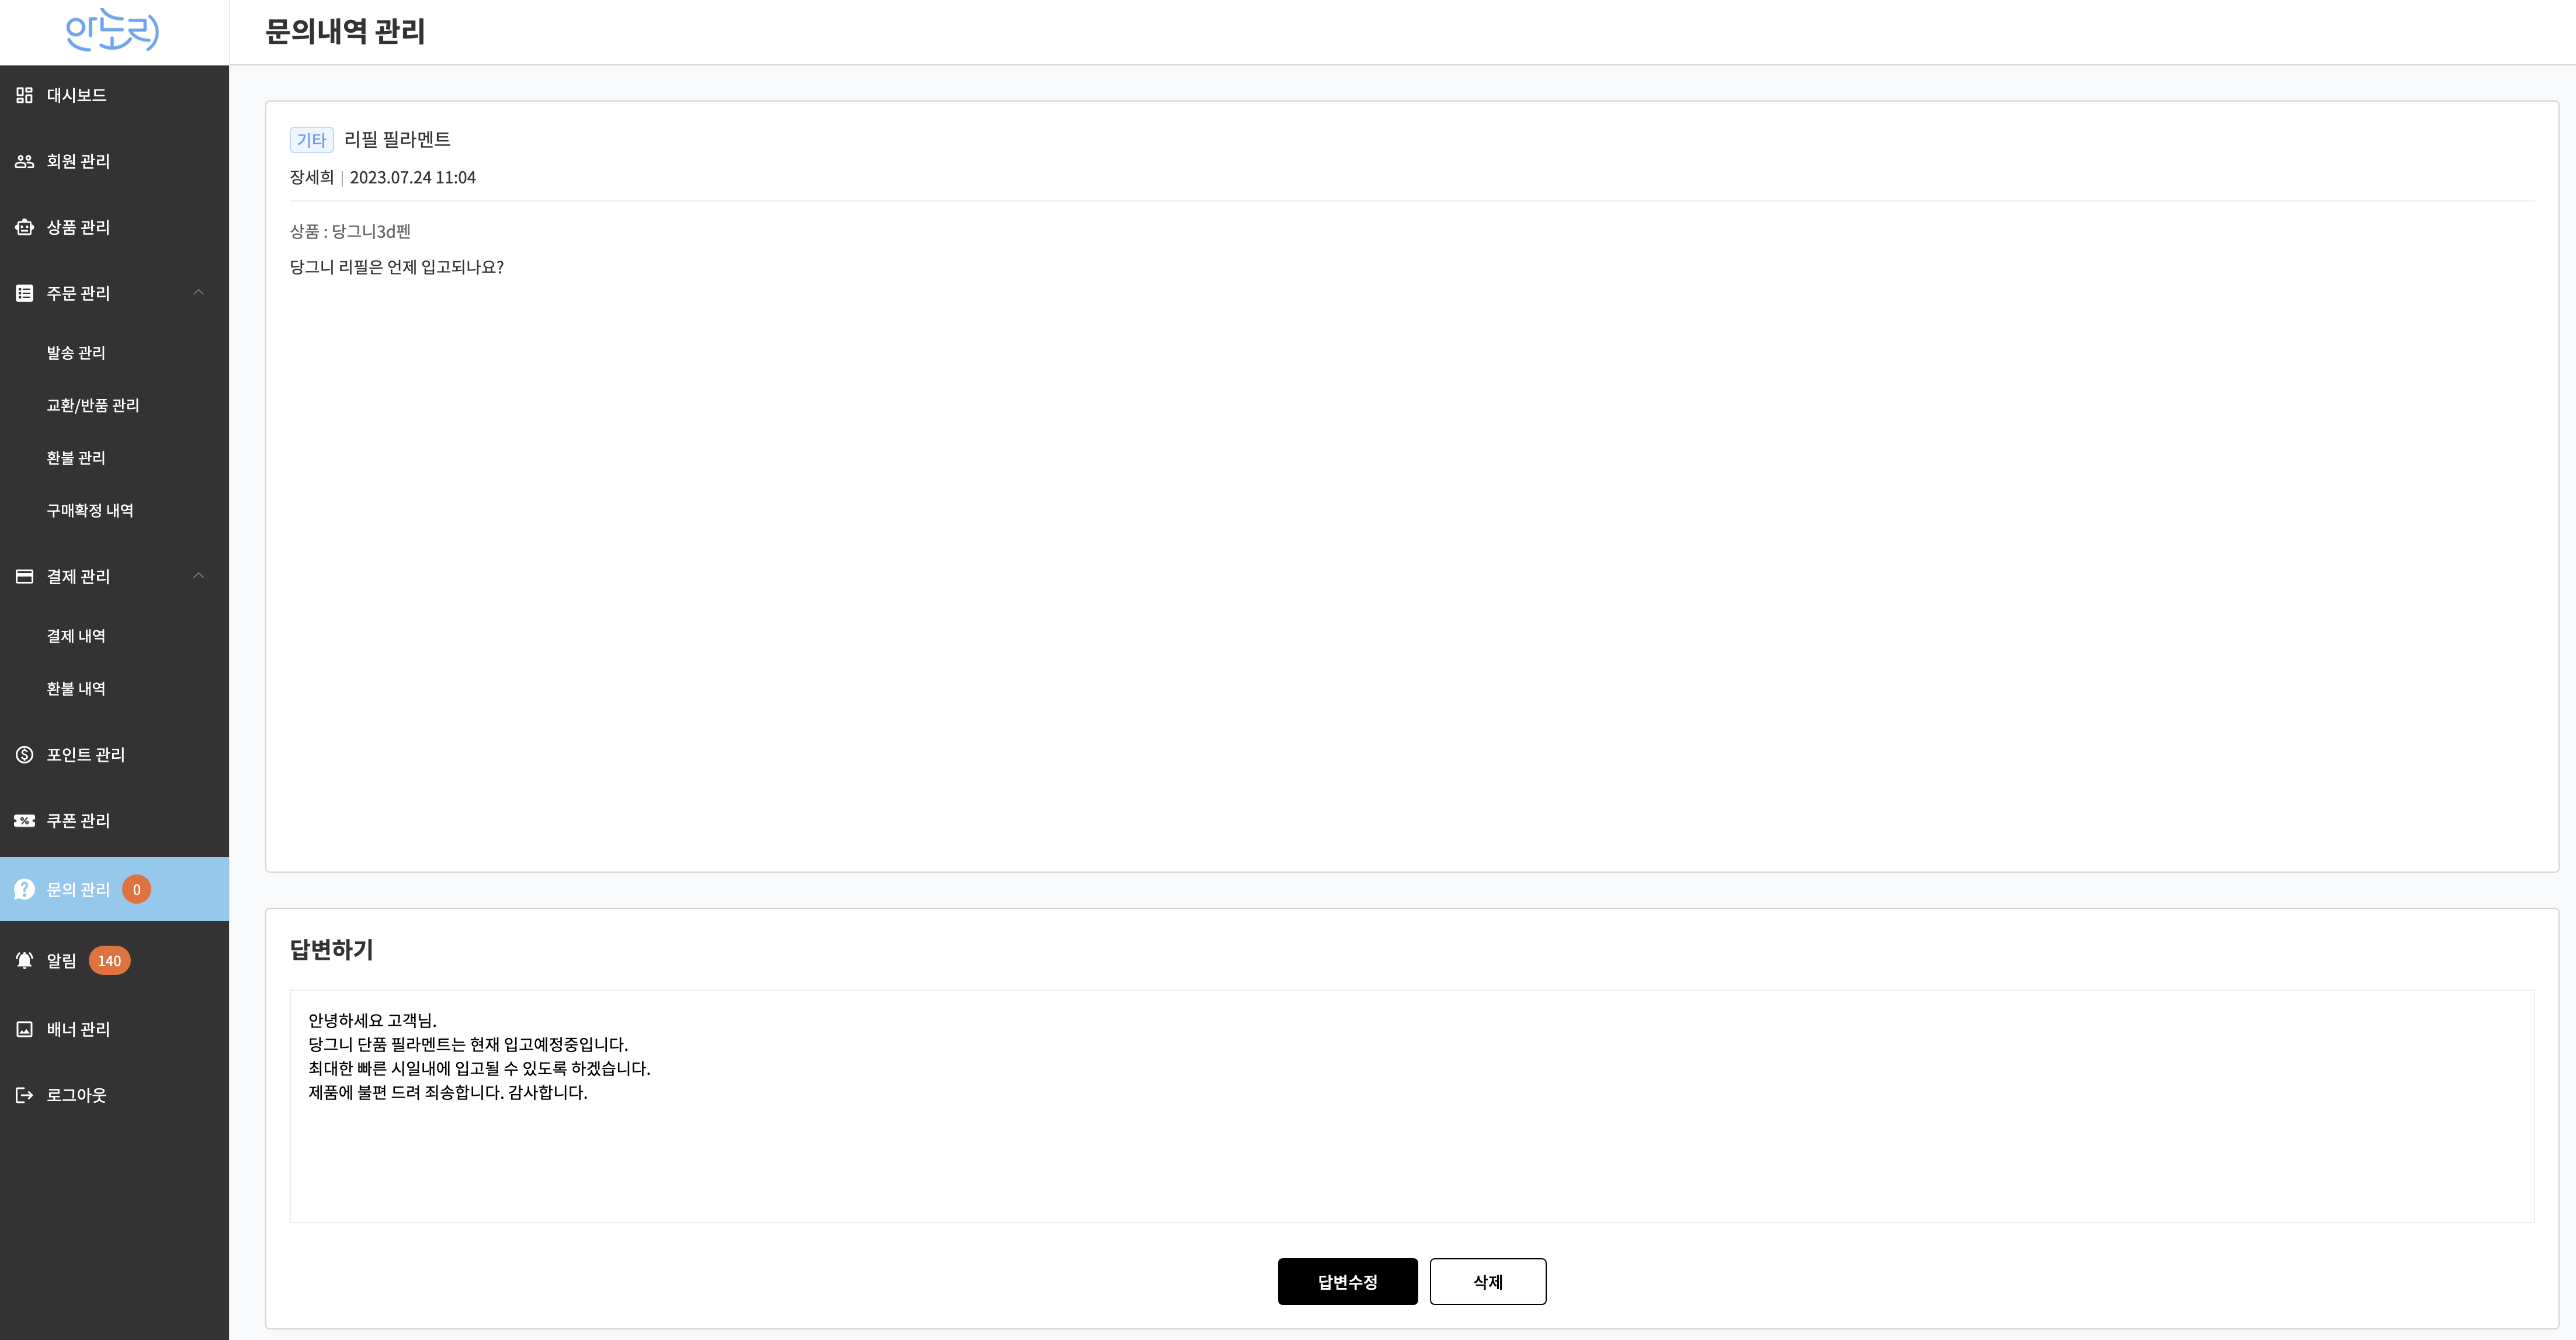 안노리
문의내역 관리
대시보드
회원 관리
상품 관리
주문 관리
발송 관리
교환/반품 관리
환불 관리
구매확정 내역
결제 관리
결제 내역
환불 내역
포인트 관리
쿠폰 관리
문의 관리 0
알림 140
배너 관리
로그아웃
기타 리필 필라멘트
장세희 | 2023.07.24 11:04
상품 : 당그니3d펜
당그니 리필은 언제 입고되나요?
답변하기
안녕하세요 고객님.
당그니 단품 필라멘트는 현재 입고예정중입니다.
최대한 빠른 시일내에 입고될 수 있도록 하겠습니다.
제품에 불편 드려 죄송합니다. 감사합니다.
답변수정 삭제